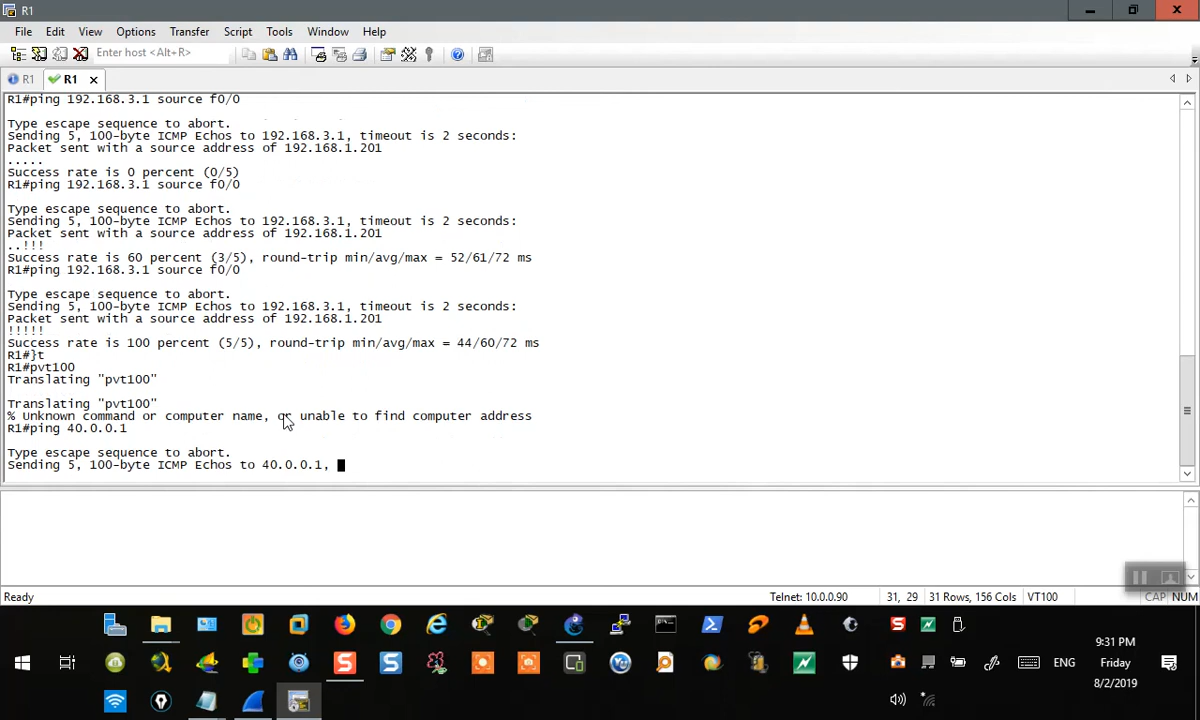 R1
File Edit View Options Transfer Script Tools Window Help
Enter host <Alt+R>
R1 R1
R1#ping 192.168.3.1 source f0/0
Type escape sequence to abort.
Sending 5, 100-byte ICMP Echos to 192.168.3.1, timeout is 2 seconds:
Packet sent with a source address of 192.168.1.201
.....
Success rate is 0 percent (0/5)
R1#ping 192.168.3.1 source f0/0
Type escape sequence to abort.
Sending 5, 100-byte ICMP Echos to 192.168.3.1, timeout is 2 seconds:
Packet sent with a source address of 192.168.1.201
..!!!
Success rate is 60 percent (3/5), round-trip min/avg/max = 52/61/72 ms
R1#ping 192.168.3.1 source f0/0
Type escape sequence to abort.
Sending 5, 100-byte ICMP Echos to 192.168.3.1, timeout is 2 seconds:
Packet sent with a source address of 192.168.1.201
!!!!!
Success rate is 100 percent (5/5), round-trip min/avg/max = 44/60/72 ms
R1#}t
R1#pvt100
Translating "pvt100"
Translating "pvt100"
% Unknown command or computer name, or unable to find computer address
R1#ping 40.0.0.1
Type escape sequence to abort.
Sending 5, 100-byte ICMP Echos to 40.0.0.1,
Ready Telnet: 10.0.0.90 31, 29 31 Rows, 156 Cols VT100 CAP NUM
9:31 PM
ENG Friday
8/2/2019